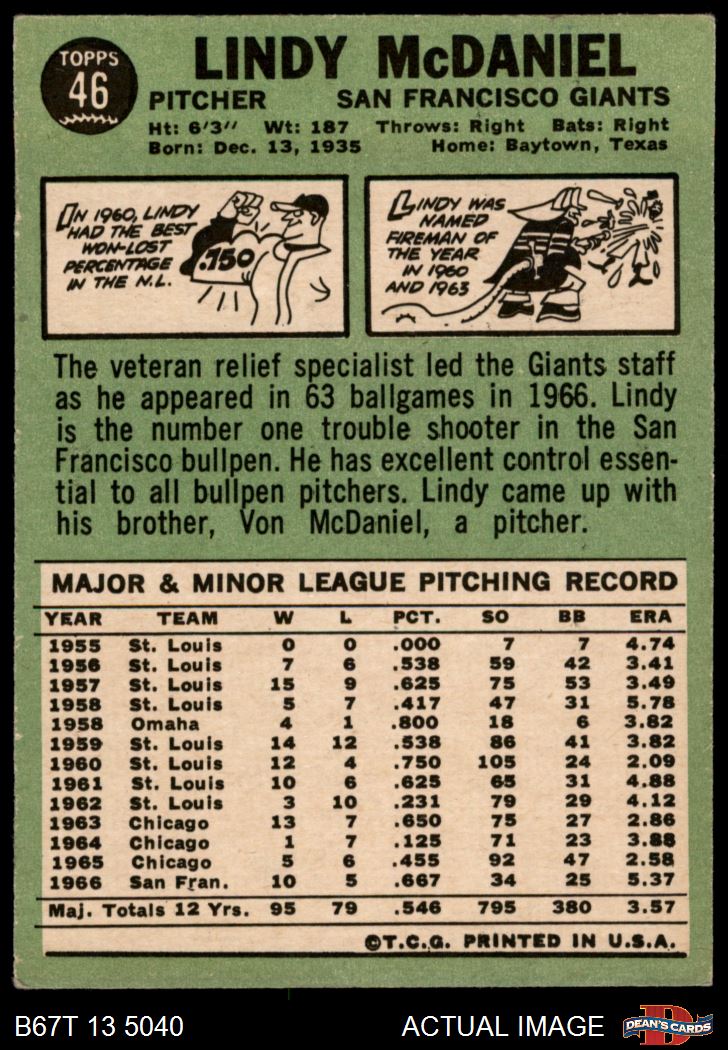 TOPPS
46
LINDY McDANIEL
PITCHER SAN FRANCISCO GIANTS
Ht: 6'3" Wt: 187 Throws: Right Bats: Right
Born: Dec. 13, 1935 Home: Baytown, Texas
IN 1960, LINDY
HAD THE BEST
WON-LOST
PERCENTAGE
IN THE N.L.
.750
LINDY WAS
NAMED
FIREMAN OF
THE YEAR
IN 1960
AND 1963
The veteran relief specialist led the Giants staff
as he appeared in 63 ballgames in 1966. Lindy
is the number one trouble shooter in the San
Francisco bullpen. He has excellent control essen-
tial to all bullpen pitchers. Lindy came up with
his brother, Von McDaniel, a pitcher.
MAJOR & MINOR LEAGUE PITCHING RECORD
YEAR TEAM W L PCT. SO BB ERA
1955 St. Louis 0 0 .000 7 7 4.74
1956 St. Louis 7 6 .538 59 42 3.41
1957 St. Louis 15 9 .625 75 53 3.49
1958 St. Louis 5 7 .417 47 31 5.78
1958 Omaha 4 1 .800 18 6 3.82
1959 St. Louis 14 12 .538 86 41 3.82
1960 St. Louis 12 4 .750 105 24 2.09
1961 St. Louis 10 6 .625 65 31 4.88
1962 St. Louis 3 10 .231 79 29 4.12
1963 Chicago 13 7 .650 75 27 2.86
1964 Chicago 1 7 .125 71 23 3.88
1965 Chicago 5 6 .455 92 47 2.58
1966 San Fran. 10 5 .667 34 25 5.37
Maj. Totals 12 Yrs. 95 79 .546 795 380 3.57
©T.C.G. PRINTED IN U.S.A.
B67T 13 5040 ACTUAL IMAGE
D
DEAN'S CARDS